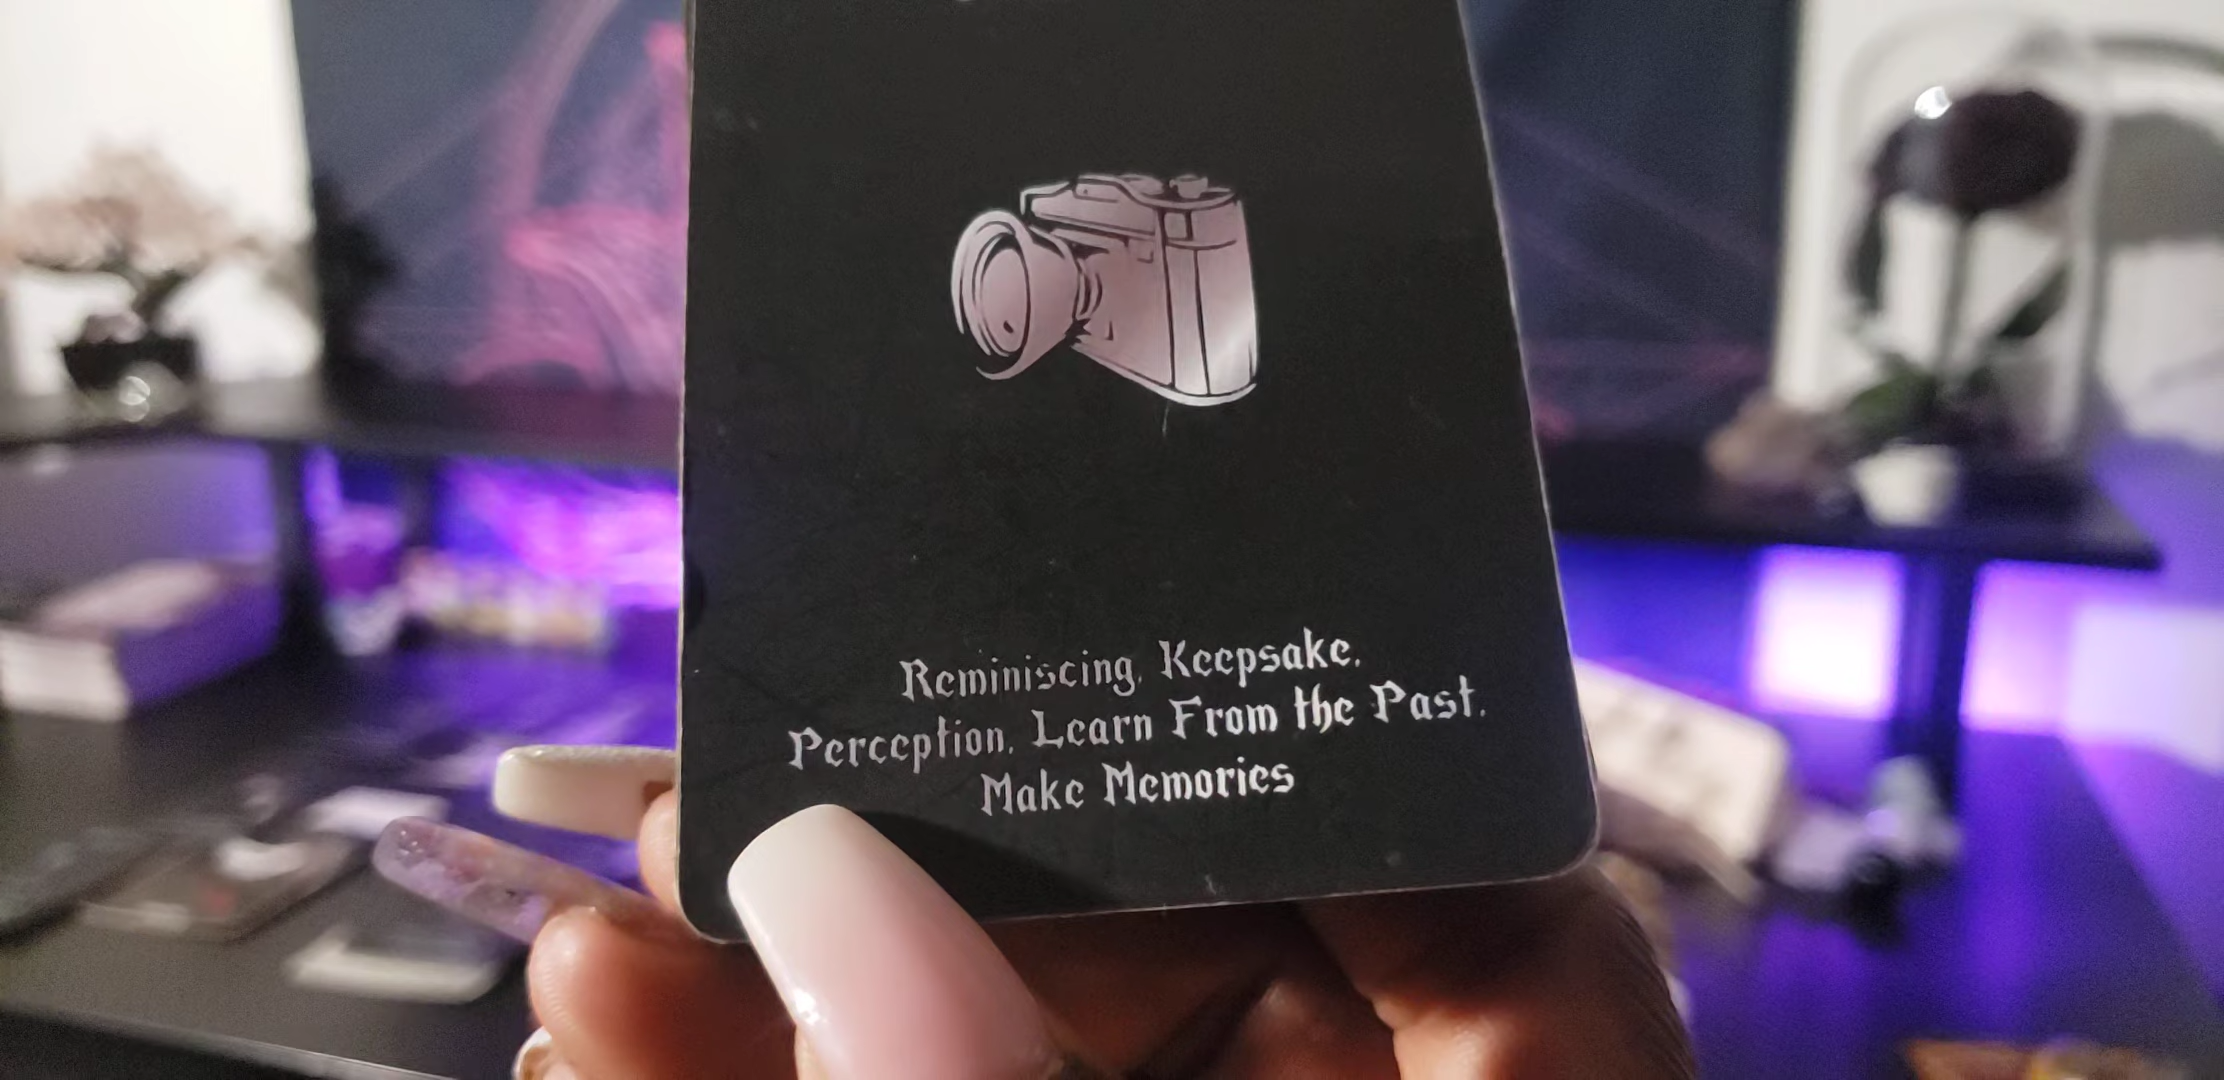 Reminiscing, Keepsake,
Perception, Learn From the Past,
Make Memories